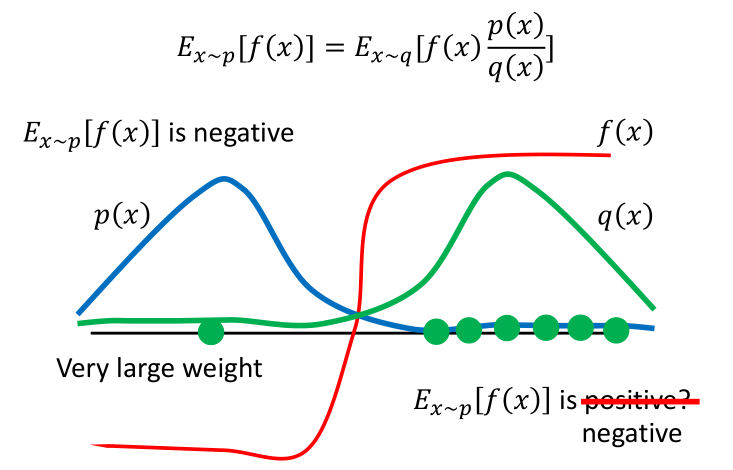 E_{x~p}[f(x)] = E_{x~q}[f(x) p(x)/q(x)]
E_{x~p}[f(x)] is negative
f(x)
p(x)
q(x)
Very large weight
E_{x~p}[f(x)] is positive?
negative